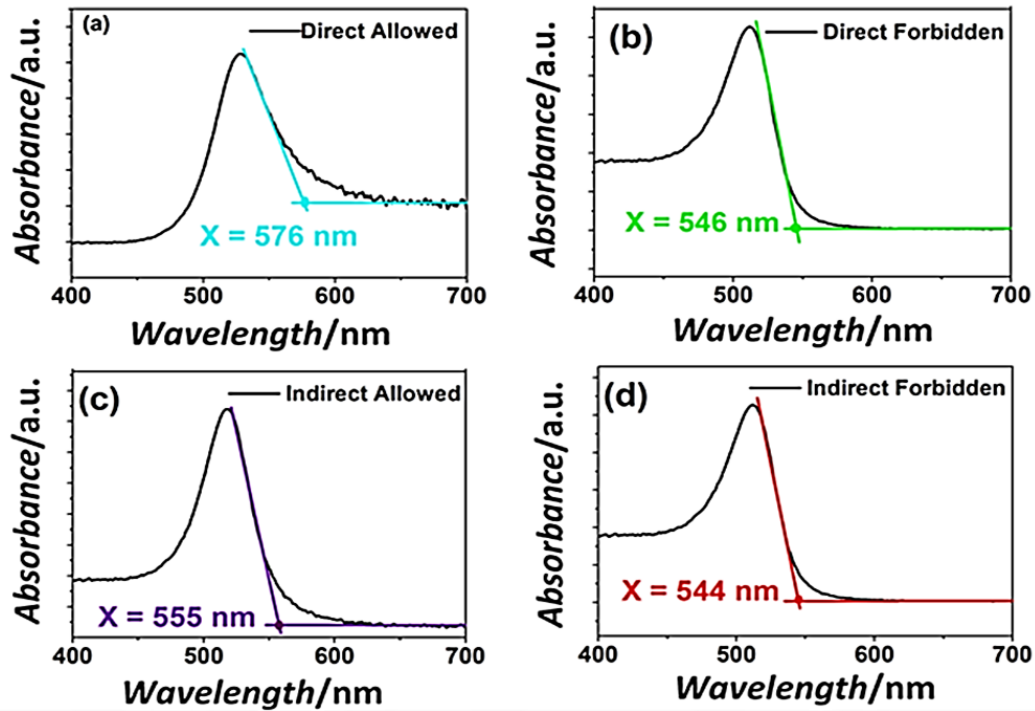 (a)
Direct Allowed
Absorbance/a.u.
X = 576 nm
400 500 600 700
Wavelength/nm
(b)
Direct Forbidden
Absorbance/a.u.
X = 546 nm
400 500 600 700
Wavelength/nm
(c)
Indirect Allowed
Absorbance/a.u.
X = 555 nm
400 500 600 700
Wavelength/nm
(d)
Indirect Forbidden
Absorbance/a.u.
X = 544 nm
400 500 600 700
Wavelength/nm